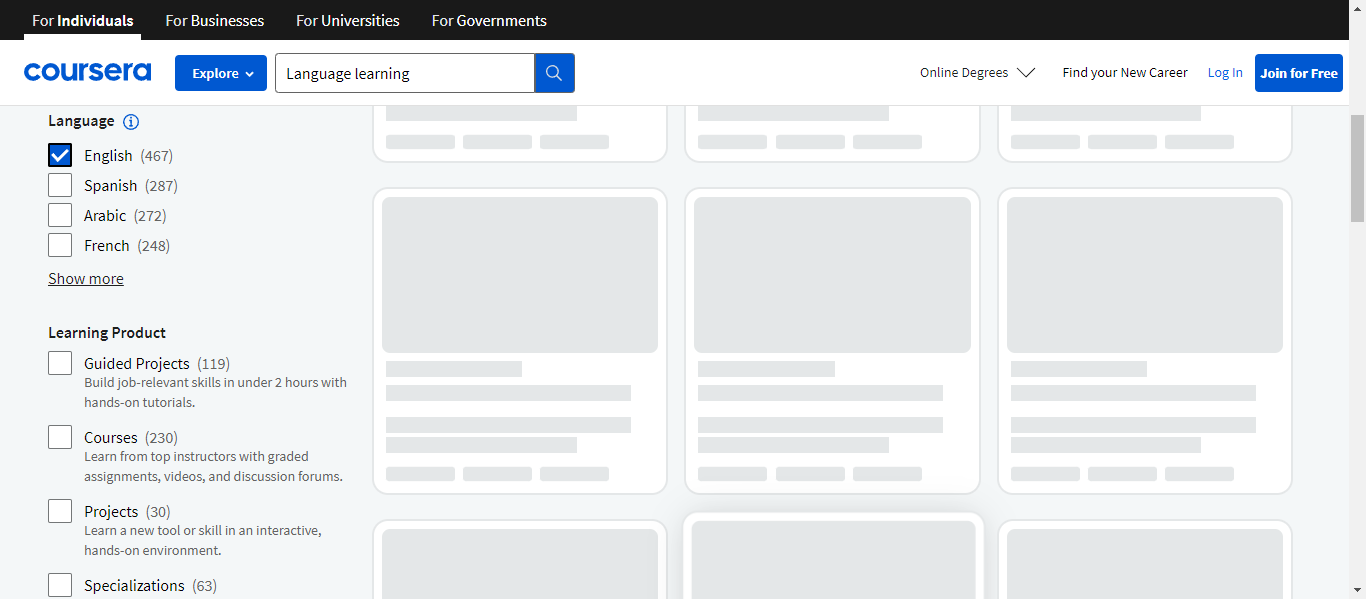 For Individuals
For Businesses
For Universities
For Governments
coursera
Explore
Language learning
Online Degrees
Find your New Career
Log In
Join for Free
Language
English (467)
Spanish (287)
Arabic (272)
French (248)
Show more
Learning Product
Guided Projects (119)
Build job-relevant skills in under 2 hours with
hands-on tutorials.
Courses (230)
Learn from top instructors with graded
assignments, videos, and discussion forums.
Projects (30)
Learn a new tool or skill in an interactive,
hands-on environment.
Specializations (63)